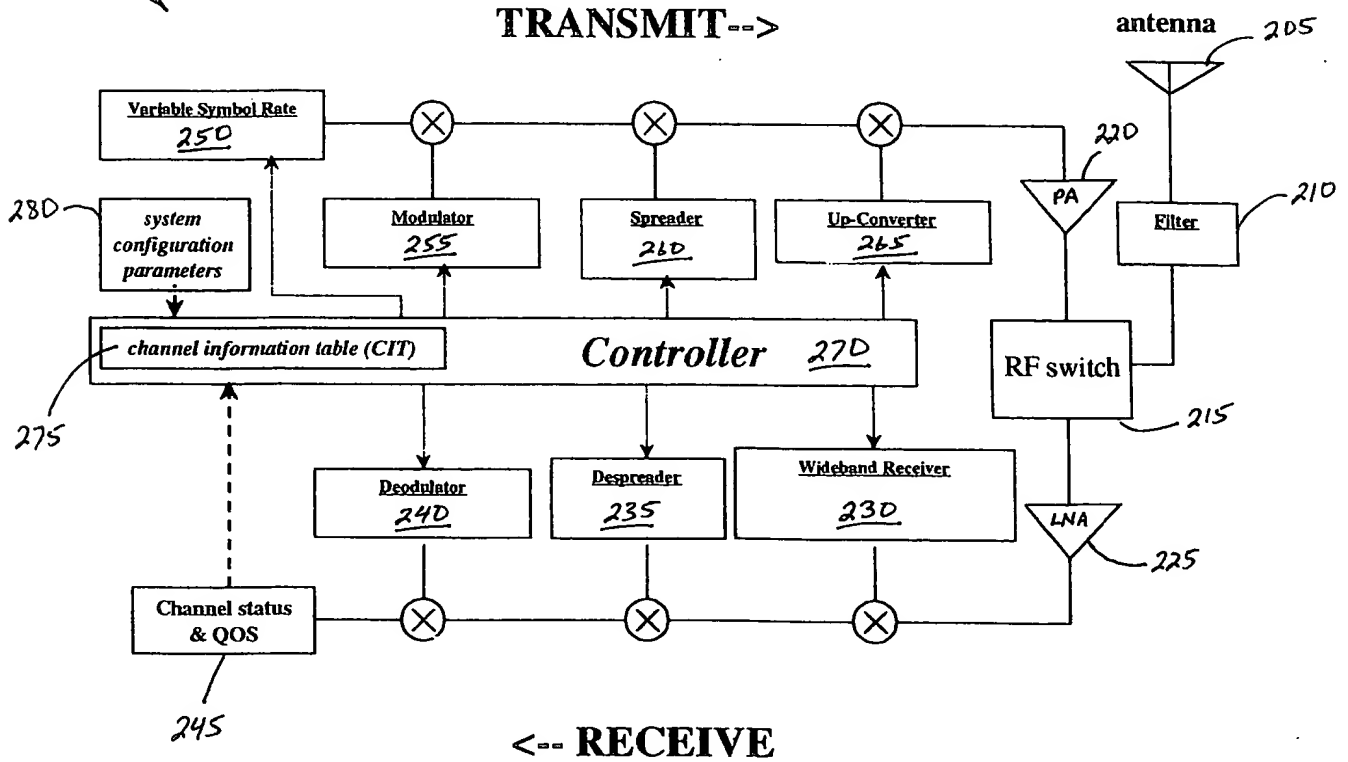 TRANSMIT-->
antenna
205
Variable Symbol Rate
250
220
PA
280
system
configuration
parameters
Modulator
255
Spreader
260
Up-Converter
265
Filter
210
channel information table (CIT)
Controller 270
RF switch
275
215
Deodulator
240
Despreader
235
Wideband Receiver
230
LNA
225
Channel status
& QOS
245
<-- RECEIVE